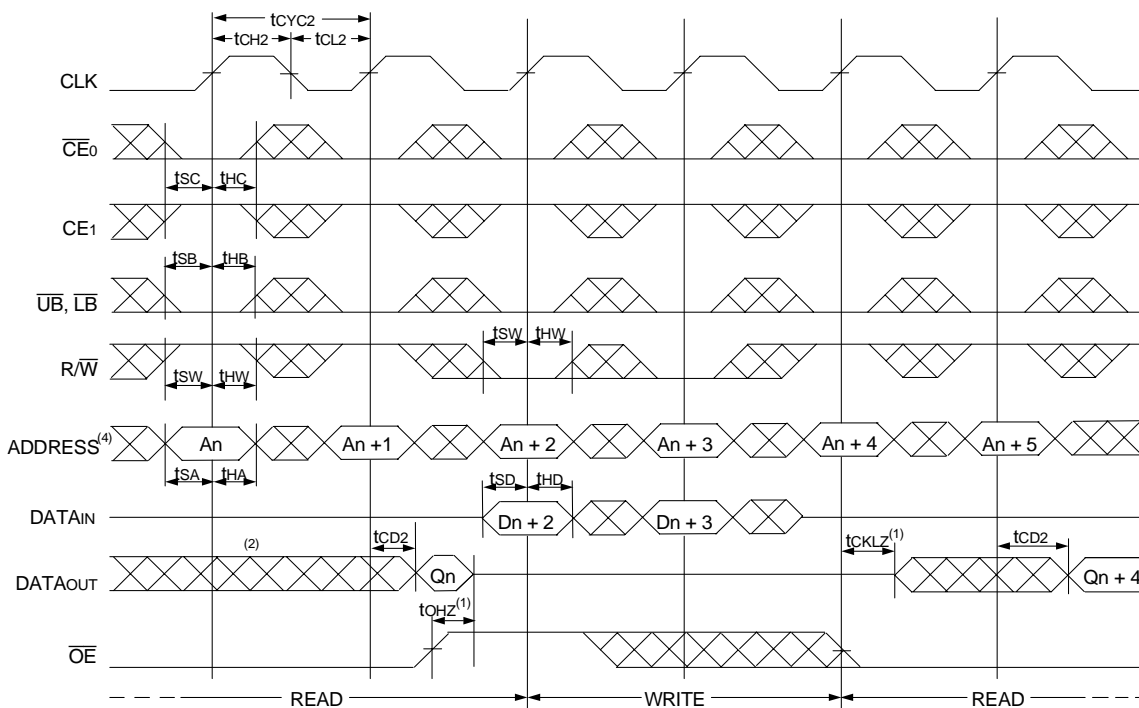 tCYC2
tCH2 tCL2
CLK
CE0
tSC tHC
CE1
tSB tHB
UB, LB
tSW tHW
R/W
tSW tHW
ADDRESS(4) An An + 1 An + 2 An + 3 An + 4 An + 5
tSA tHA tSD tHD
DATAIN Dn + 2 Dn + 3
tCD2 (2) tCKLZ(1) tCD2
DATAOUT Qn Qn + 4
tOHZ(1)
OE
READ WRITE READ